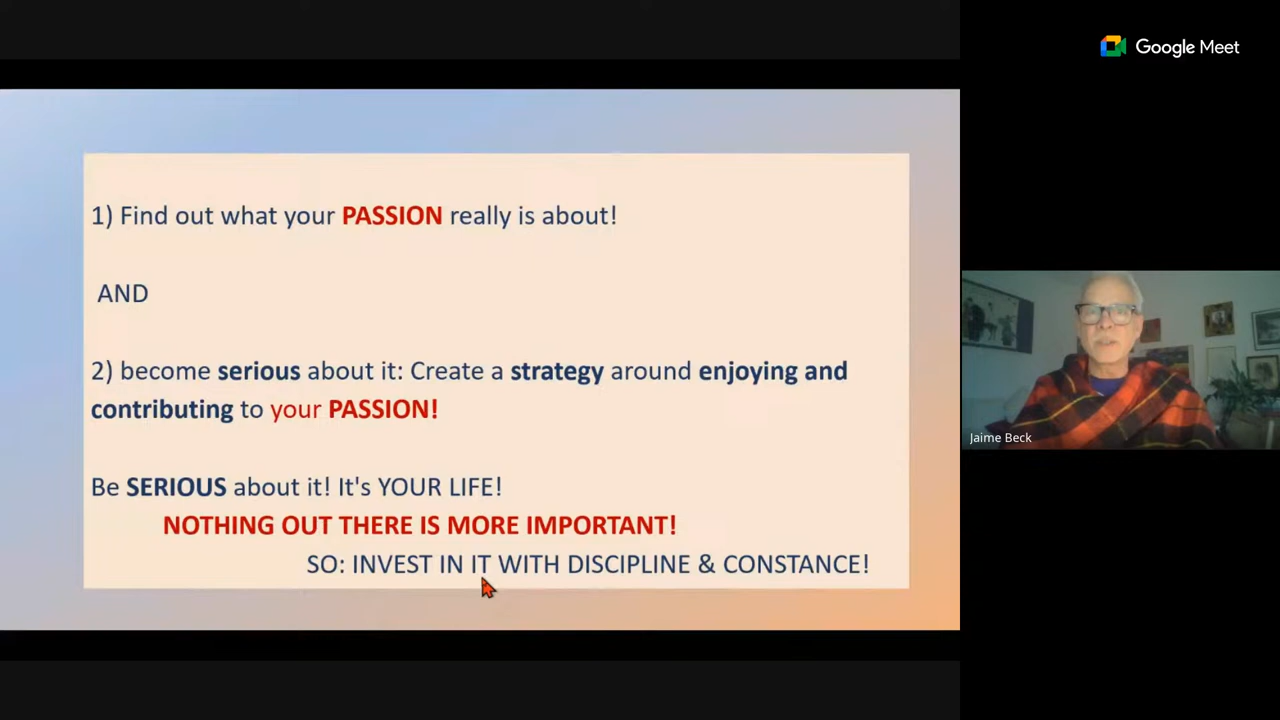 Google Meet
1) Find out what your PASSION really is about!
AND
2) become serious about it: Create a strategy around enjoying and
contributing to your PASSION!
Be SERIOUS about it! It's YOUR LIFE!
NOTHING OUT THERE IS MORE IMPORTANT!
SO: INVEST IN IT WITH DISCIPLINE & CONSTANCE!
Jaime Beck